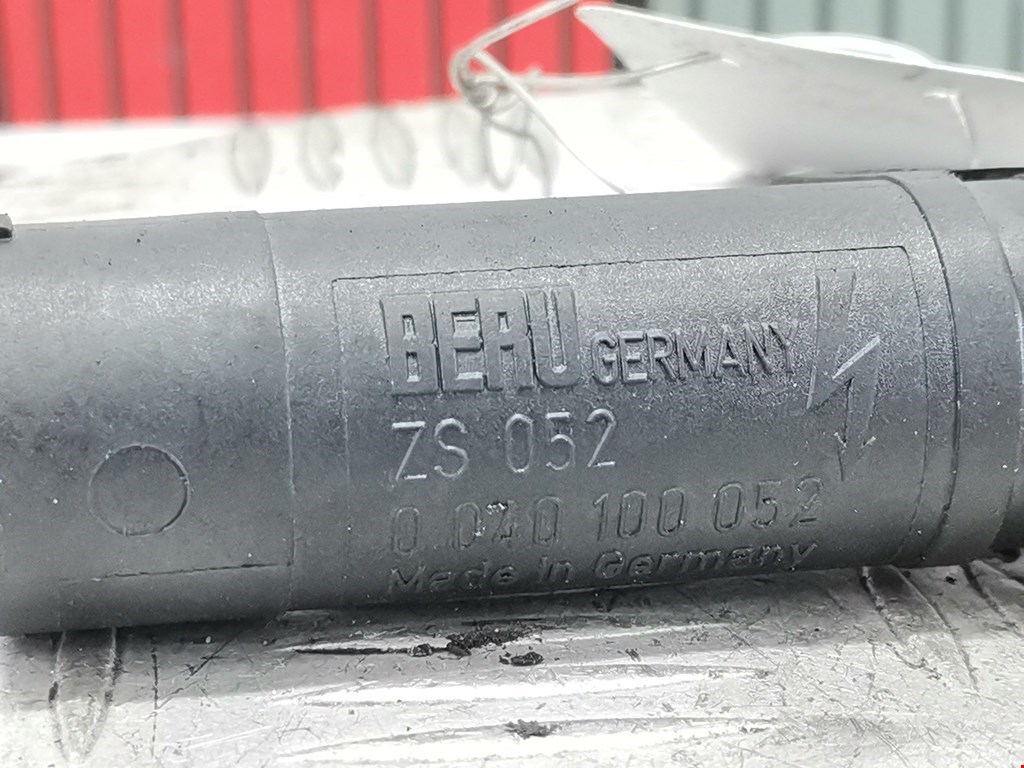 BERU GERMANY
ZS 052
0 040 100 052
Made in Germany